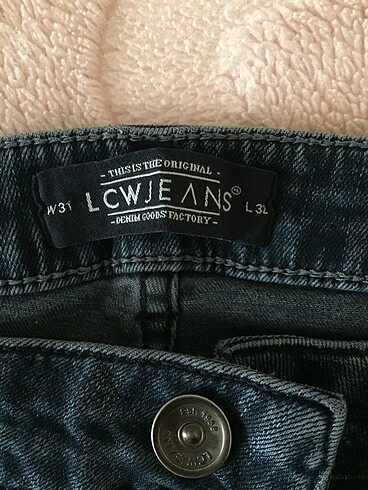 - THIS IS THE ORIGINAL -
W31 LCWJEANS® L32
- DENIM GOODS FACTORY -